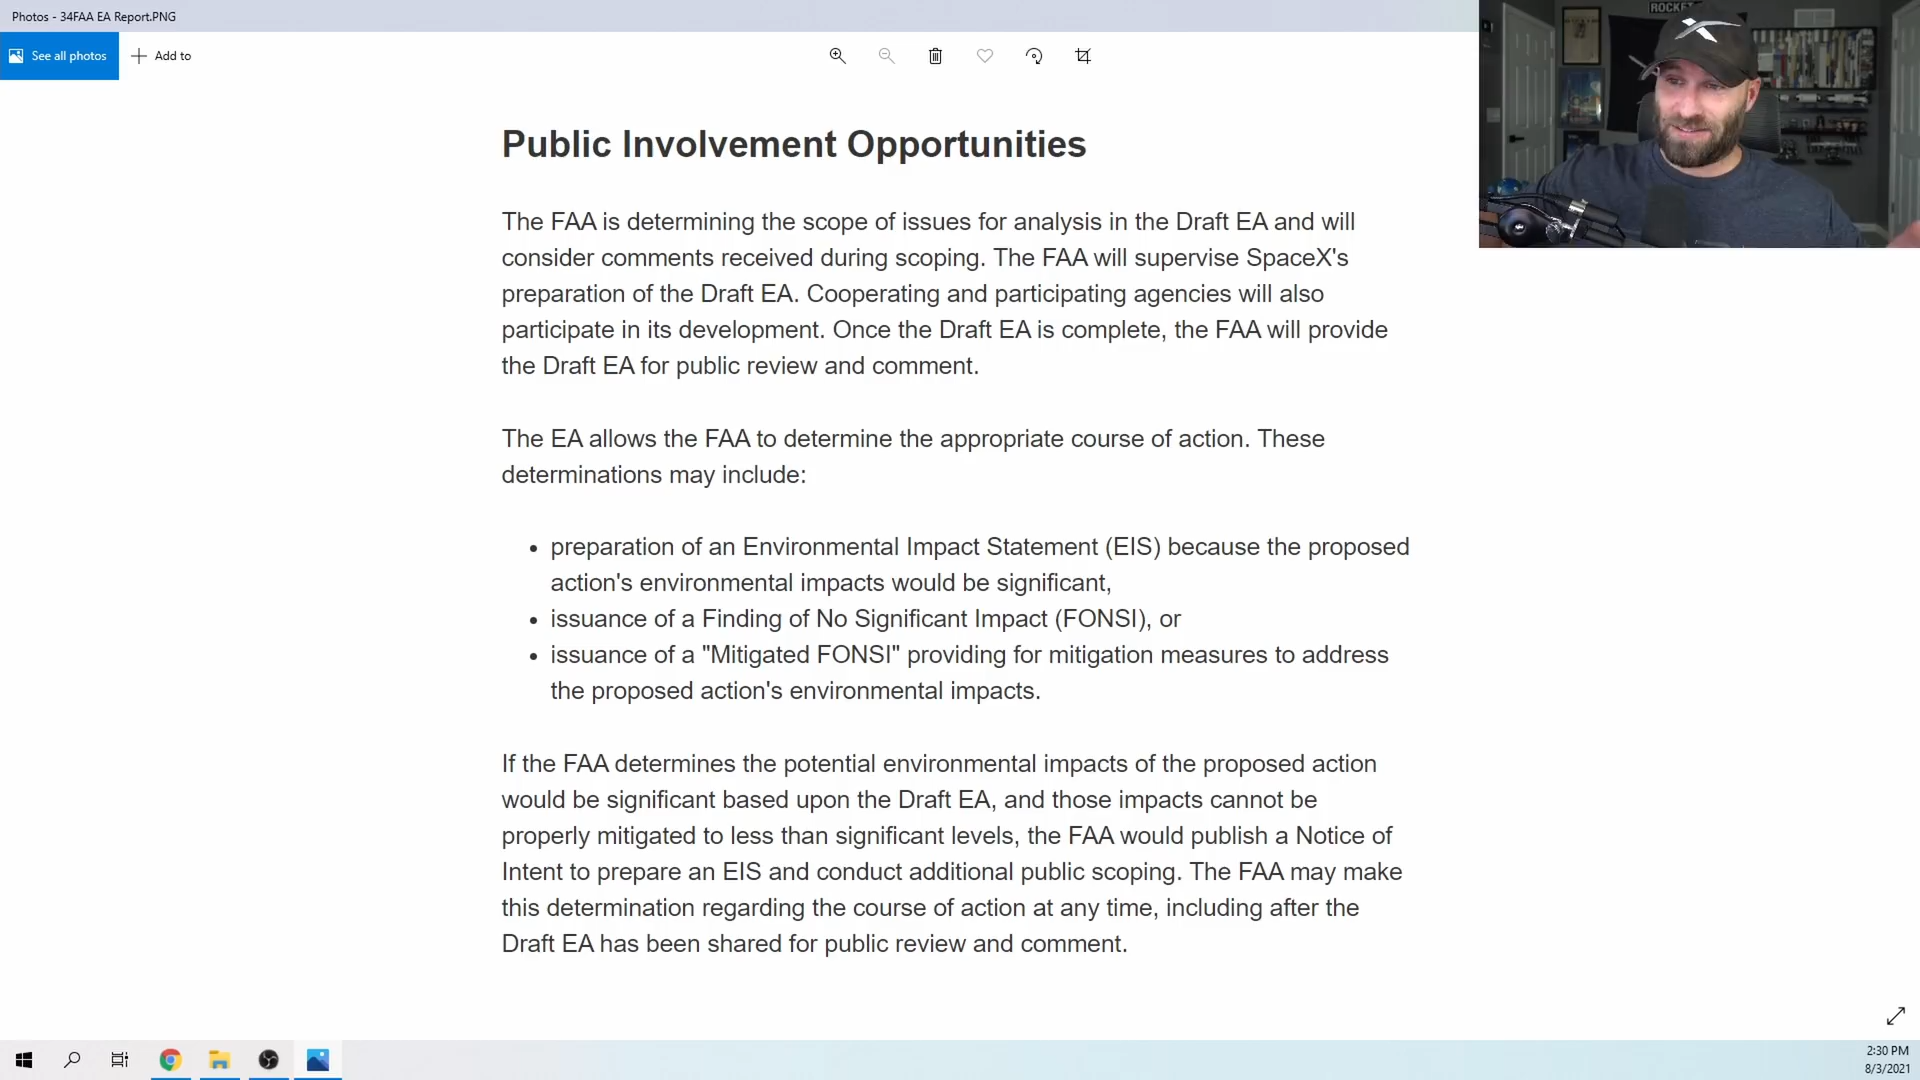 Photos - 34FAA EA Report.PNG
See all photos
Add to
ROCKET
Public Involvement Opportunities
The FAA is determining the scope of issues for analysis in the Draft EA and will
consider comments received during scoping. The FAA will supervise SpaceX's
preparation of the Draft EA. Cooperating and participating agencies will also
participate in its development. Once the Draft EA is complete, the FAA will provide
the Draft EA for public review and comment.
The EA allows the FAA to determine the appropriate course of action. These
determinations may include:
• preparation of an Environmental Impact Statement (EIS) because the proposed
action's environmental impacts would be significant,
• issuance of a Finding of No Significant Impact (FONSI), or
• issuance of a "Mitigated FONSI" providing for mitigation measures to address
the proposed action's environmental impacts.
If the FAA determines the potential environmental impacts of the proposed action
would be significant based upon the Draft EA, and those impacts cannot be
properly mitigated to less than significant levels, the FAA would publish a Notice of
Intent to prepare an EIS and conduct additional public scoping. The FAA may make
this determination regarding the course of action at any time, including after the
Draft EA has been shared for public review and comment.
2:30 PM
8/3/2021